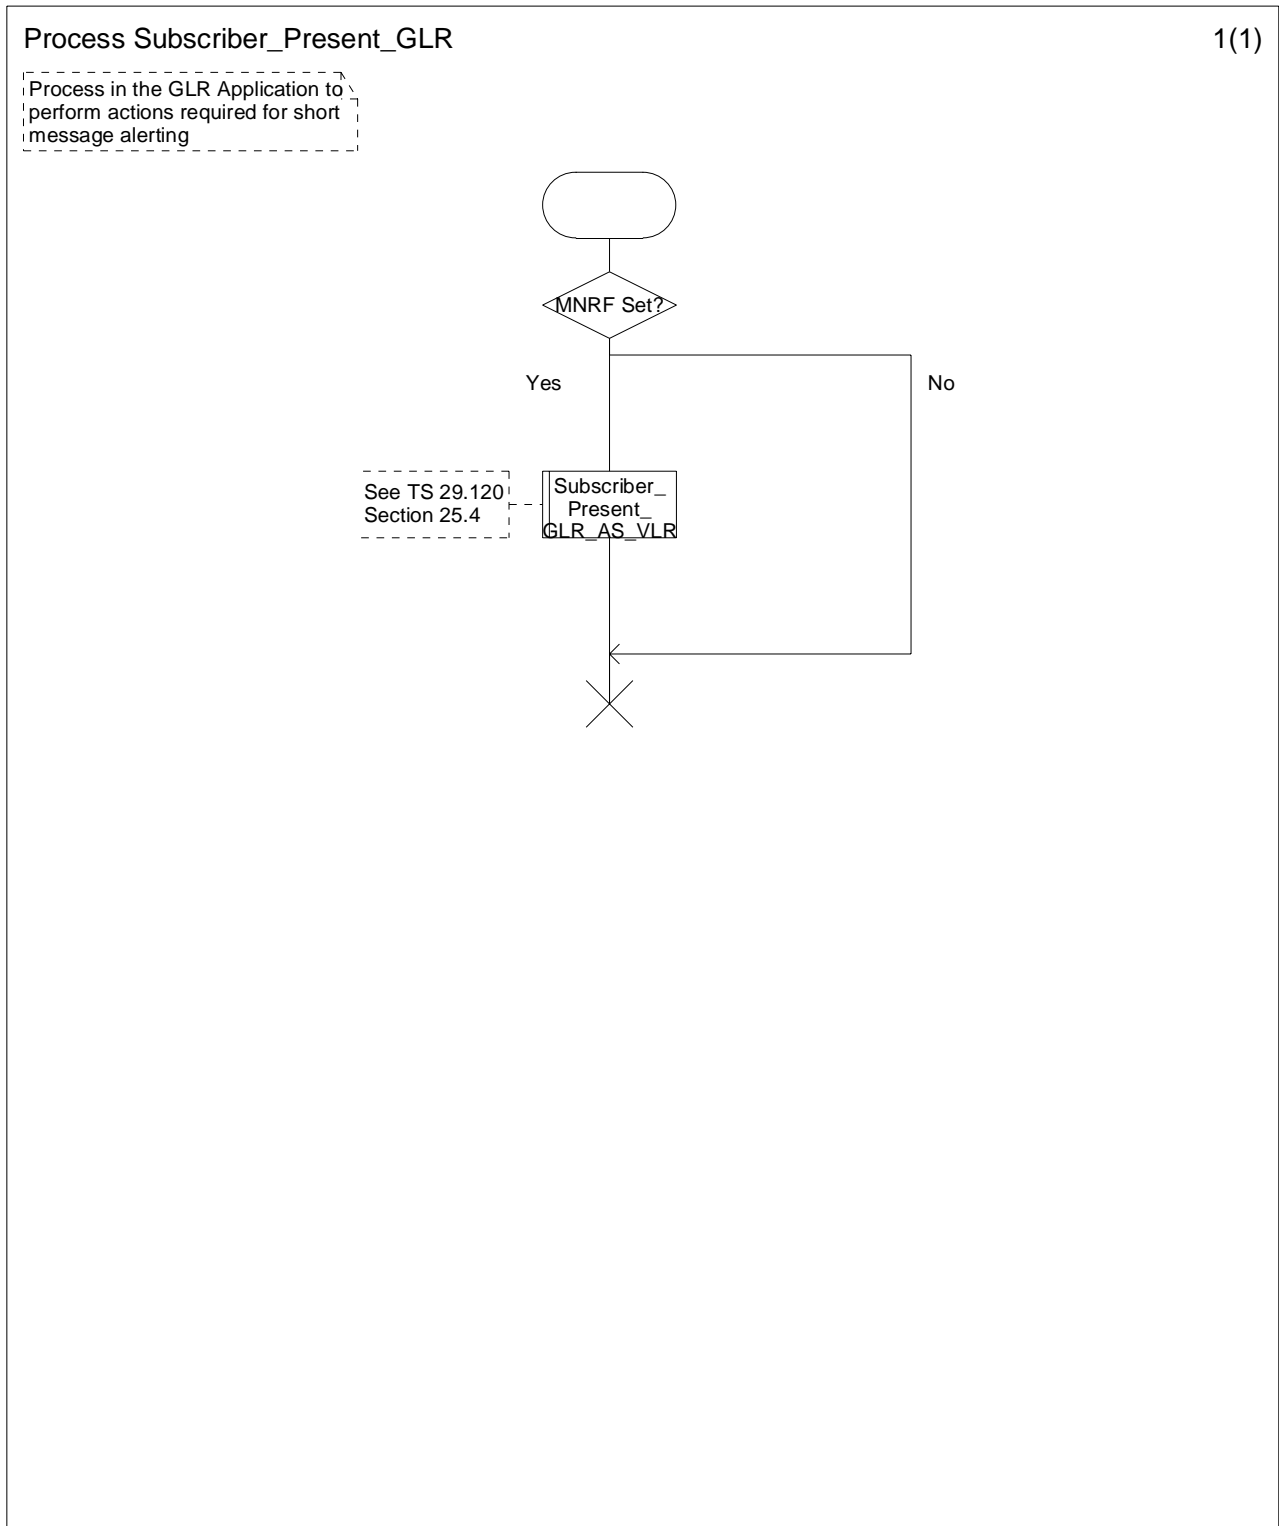 Process Subscriber_Present_GLR
1(1)
Process in the GLR Application to
perform actions required for short
message alerting
MNRF Set?
Yes
No
See TS 29.120
Section 25.4
Subscriber_
Present_
GLR_AS_VLR